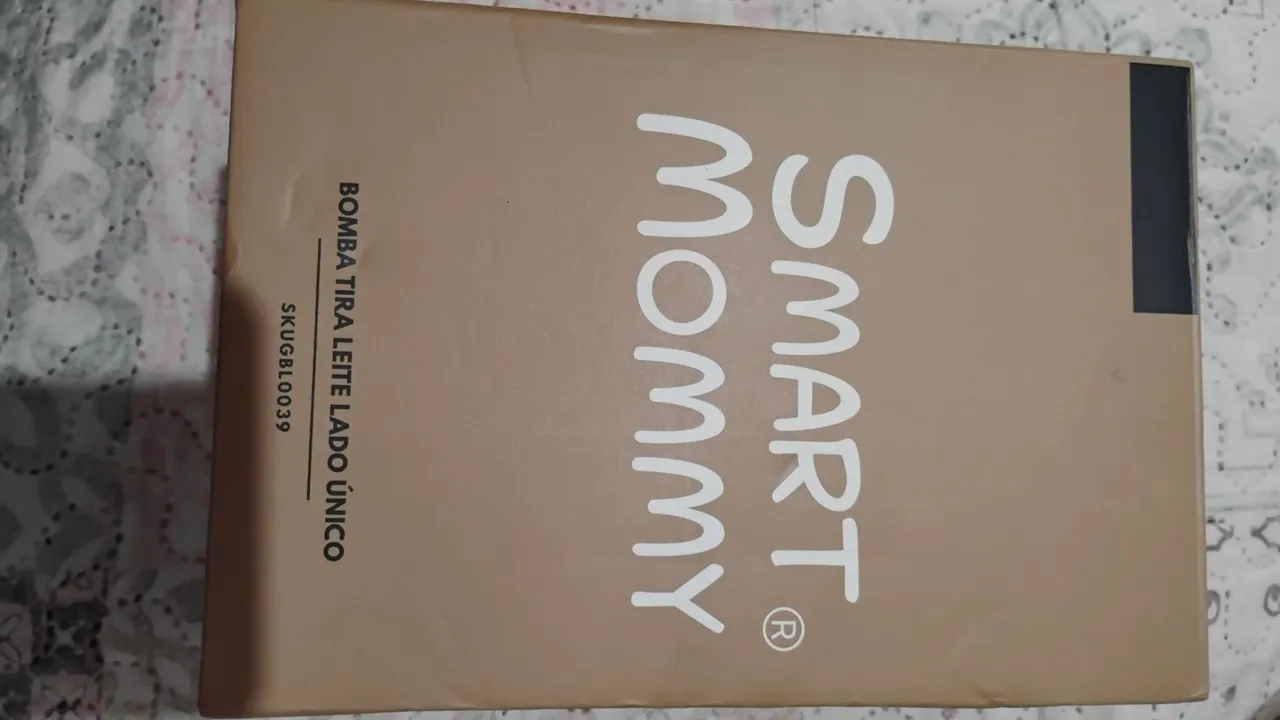 SMART
MOMMY®
BOMBA TIRA LEITE LADO ÚNICO
SKUGBL0039